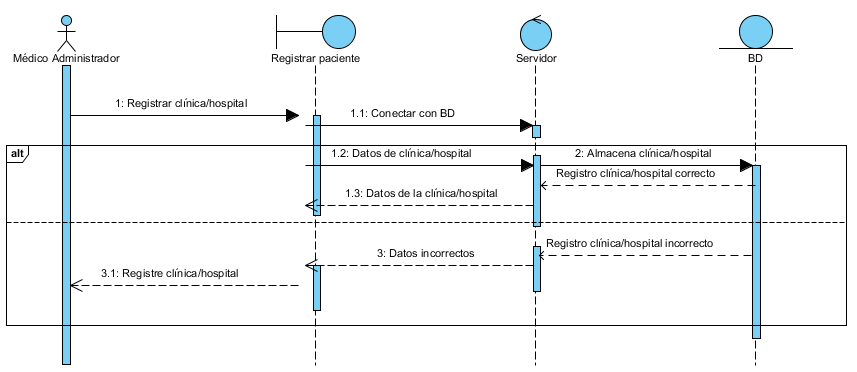 Médico Administrador
Registrar paciente
Servidor
BD
1: Registrar clínica/hospital
1.1: Conectar con BD
alt
1.2: Datos de clínica/hospital
2: Almacena clínica/hospital
Registro clínica/hospital correcto
1.3: Datos de la clínica/hospital
Registro clínica/hospital incorrecto
3: Datos incorrectos
3.1: Registre clínica/hospital